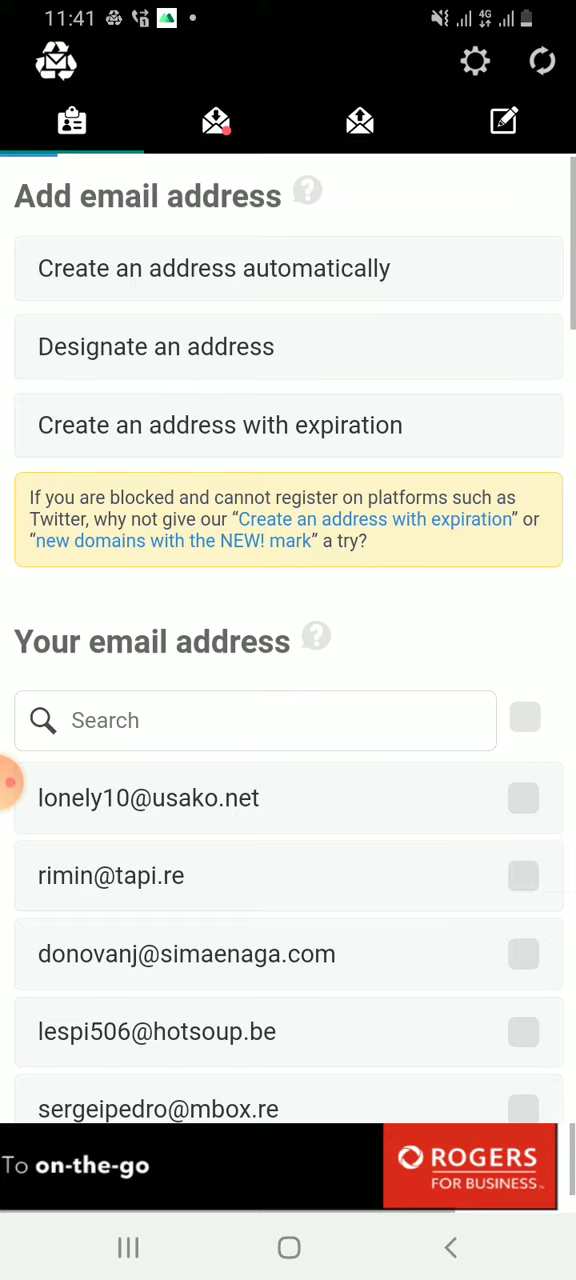 11:41
4G
Add email address ?
Create an address automatically
Designate an address
Create an address with expiration
If you are blocked and cannot register on platforms such as
Twitter, why not give our “Create an address with expiration” or
“new domains with the NEW! mark” a try?
Your email address ?
Search
lonely10@usako.net
rimin@tapi.re
donovanj@simaenaga.com
lespi506@hotsoup.be
sergeipedro@mbox.re
To on-the-go
ROGERS
FOR BUSINESS™